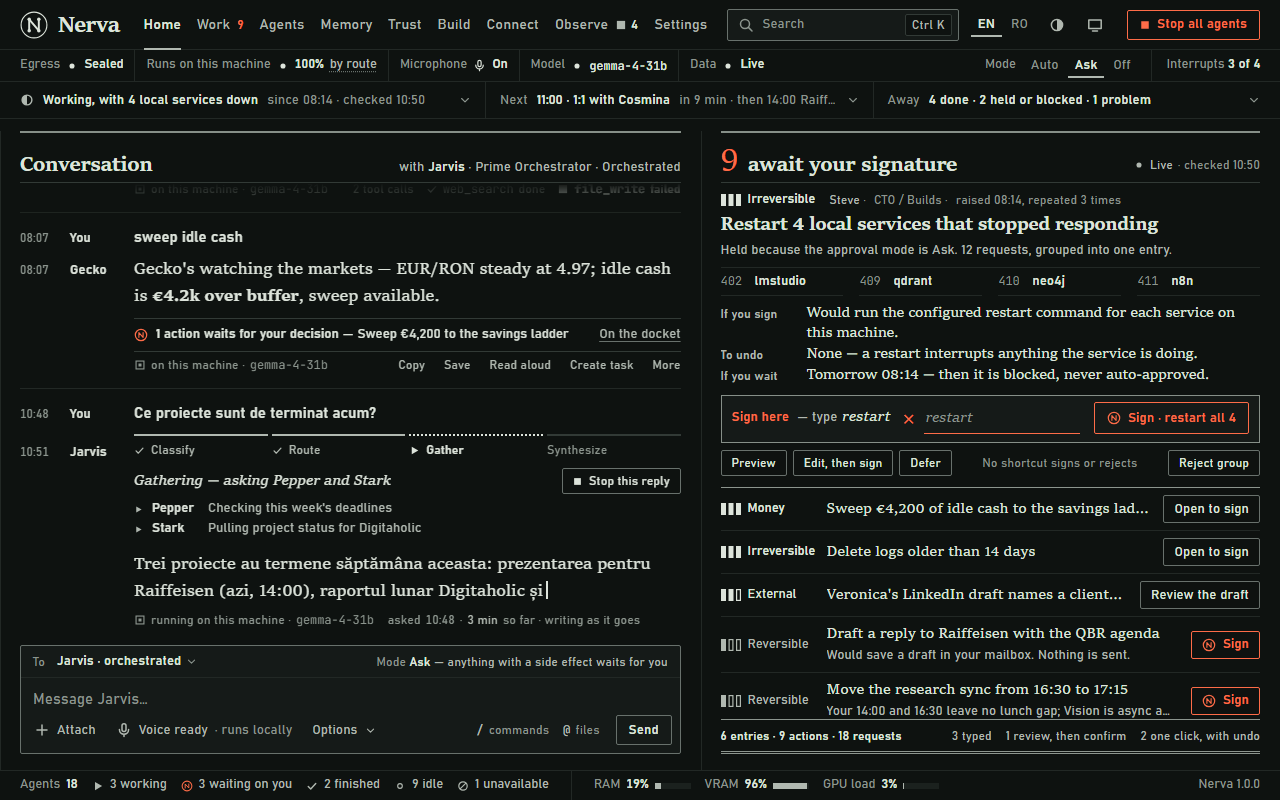 Nerva Home Work 9 Agents Memory Trust Build Connect Observe 4 Settings Search Ctrl K EN RO Stop all agents
Egress Sealed Runs on this machine 100% by route Microphone On Model gemma-4-31b Data Live Mode Auto Ask Off Interrupts 3 of 4
Working, with 4 local services down since 08:14 · checked 10:50 Next 11:00 · 1:1 with Cosmina in 9 min · then 14:00 Raiff… Away 4 done · 2 held or blocked · 1 problem
Conversation with Jarvis · Prime Orchestrator · Orchestrated
on this machine · gemma-4-31b 2 tool calls web_search done file_write failed
08:07 You sweep idle cash
08:07 Gecko Gecko's watching the markets — EUR/RON steady at 4.97; idle cash
is €4.2k over buffer, sweep available.
1 action waits for your decision — Sweep €4,200 to the savings ladder On the docket
on this machine · gemma-4-31b Copy Save Read aloud Create task More
10:48 You Ce proiecte sunt de terminat acum?
10:51 Jarvis Classify Route Gather Synthesize
Gathering — asking Pepper and Stark Stop this reply
Pepper Checking this week's deadlines
Stark Pulling project status for Digitaholic
Trei proiecte au termene săptămâna aceasta: prezentarea pentru
Raiffeisen (azi, 14:00), raportul lunar Digitaholic și
running on this machine · gemma-4-31b asked 10:48 · 3 min so far · writing as it goes
To Jarvis · orchestrated Mode Ask — anything with a side effect waits for you
Message Jarvis…
Attach Voice ready · runs locally Options / commands @ files Send
9 await your signature Live · checked 10:50
Irreversible Steve · CTO / Builds · raised 08:14, repeated 3 times
Restart 4 local services that stopped responding
Held because the approval mode is Ask. 12 requests, grouped into one entry.
402 lmstudio 409 qdrant 410 neo4j 411 n8n
If you sign Would run the configured restart command for each service on
this machine.
To undo None — a restart interrupts anything the service is doing.
If you wait Tomorrow 08:14 — then it is blocked, never auto-approved.
Sign here — type restart restart Sign · restart all 4
Preview Edit, then sign Defer No shortcut signs or rejects Reject group
Money Sweep €4,200 of idle cash to the savings lad… Open to sign
Irreversible Delete logs older than 14 days Open to sign
External Veronica's LinkedIn draft names a client… Review the draft
Reversible Draft a reply to Raiffeisen with the QBR agenda Sign
Would save a draft in your mailbox. Nothing is sent.
Reversible Move the research sync from 16:30 to 17:15 Sign
Your 14:00 and 16:30 leave no lunch gap; Vision is async a…
6 entries · 9 actions · 18 requests 3 typed 1 review, then confirm 2 one click, with undo
Agents 18 3 working 3 waiting on you 2 finished 9 idle 1 unavailable RAM 19% VRAM 96% GPU load 3% Nerva 1.0.0